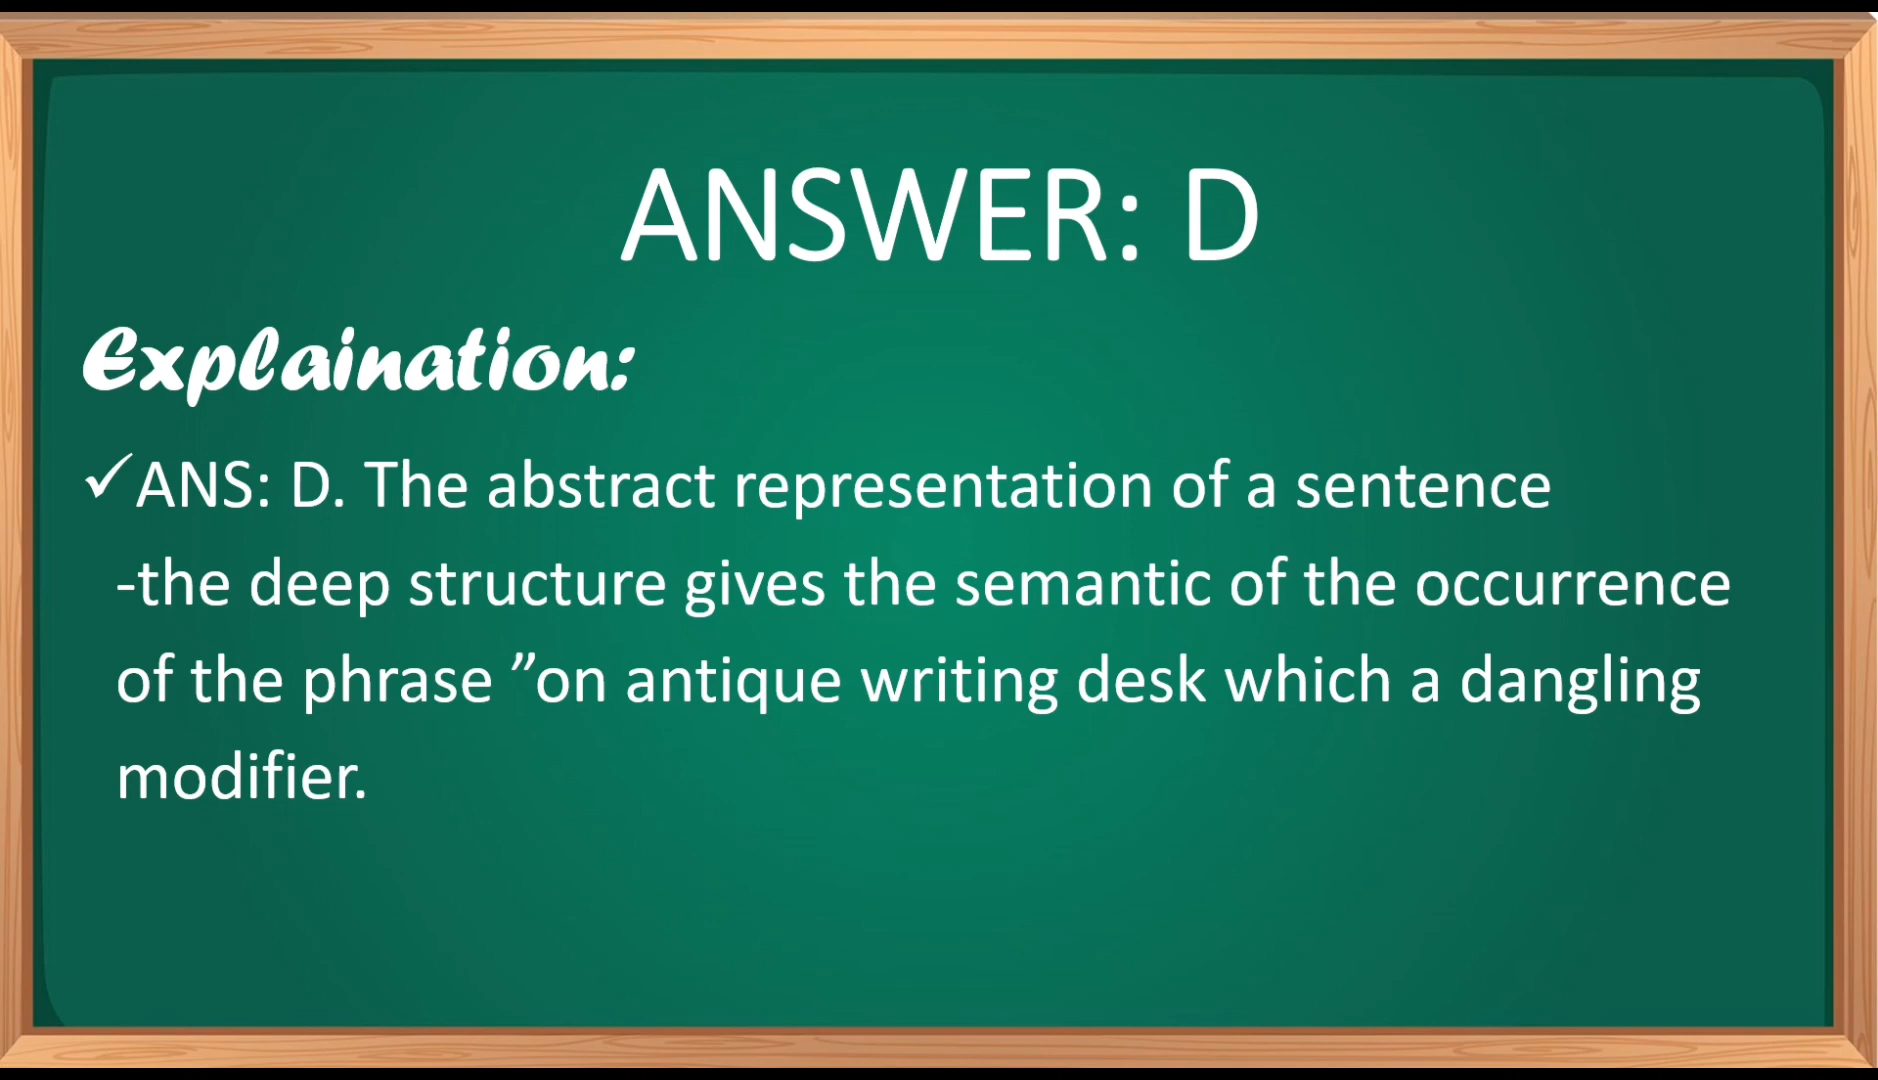 ANSWER: D
Explaination:
✓ANS: D. The abstract representation of a sentence
-the deep structure gives the semantic of the occurrence
of the phrase ”on antique writing desk which a dangling
modifier.